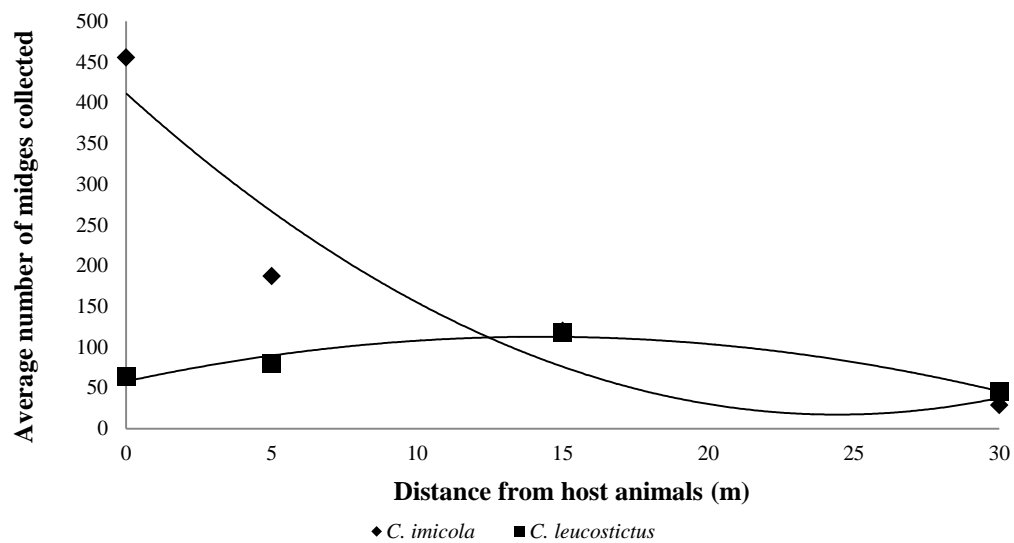 Average number of midges collected
500
450
400
350
300
250
200
150
100
50
0
0 5 10 15 20 25 30
Distance from host animals (m)
C. imicola C. leucostictus